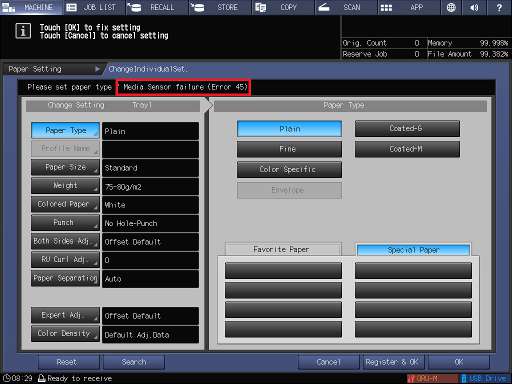 MACHINE JOB LIST RECALL STORE COPY SCAN APP ?
Touch [OK] to fix setting
Touch [Cancel] to cancel setting
Orig. Count 0 Memory 99.998%
Reserve Job 0 File Amount 99.382%
Paper Setting ChangeIndividualSet.
Please set paper type / Media Sensor failure (Error 45)
Change Setting Tray1
Paper Type
Paper Type Plain
Profile Name
Paper Size Standard
Weight 75-80g/m2
Colored Paper White
Punch No Hole-Punch
Both Sides Adj. Offset Default
RU Curl Adj. 0
Paper Separation Auto
Expert Adj. Offset Default
Color Density Default Adj.Data
Plain Coated-G
Fine Coated-M
Color Specific
Envelope
Favorite Paper Special Paper
Reset Search Cancel Register & OK OK
08:29 Ready to receive OPU-M USB Drive